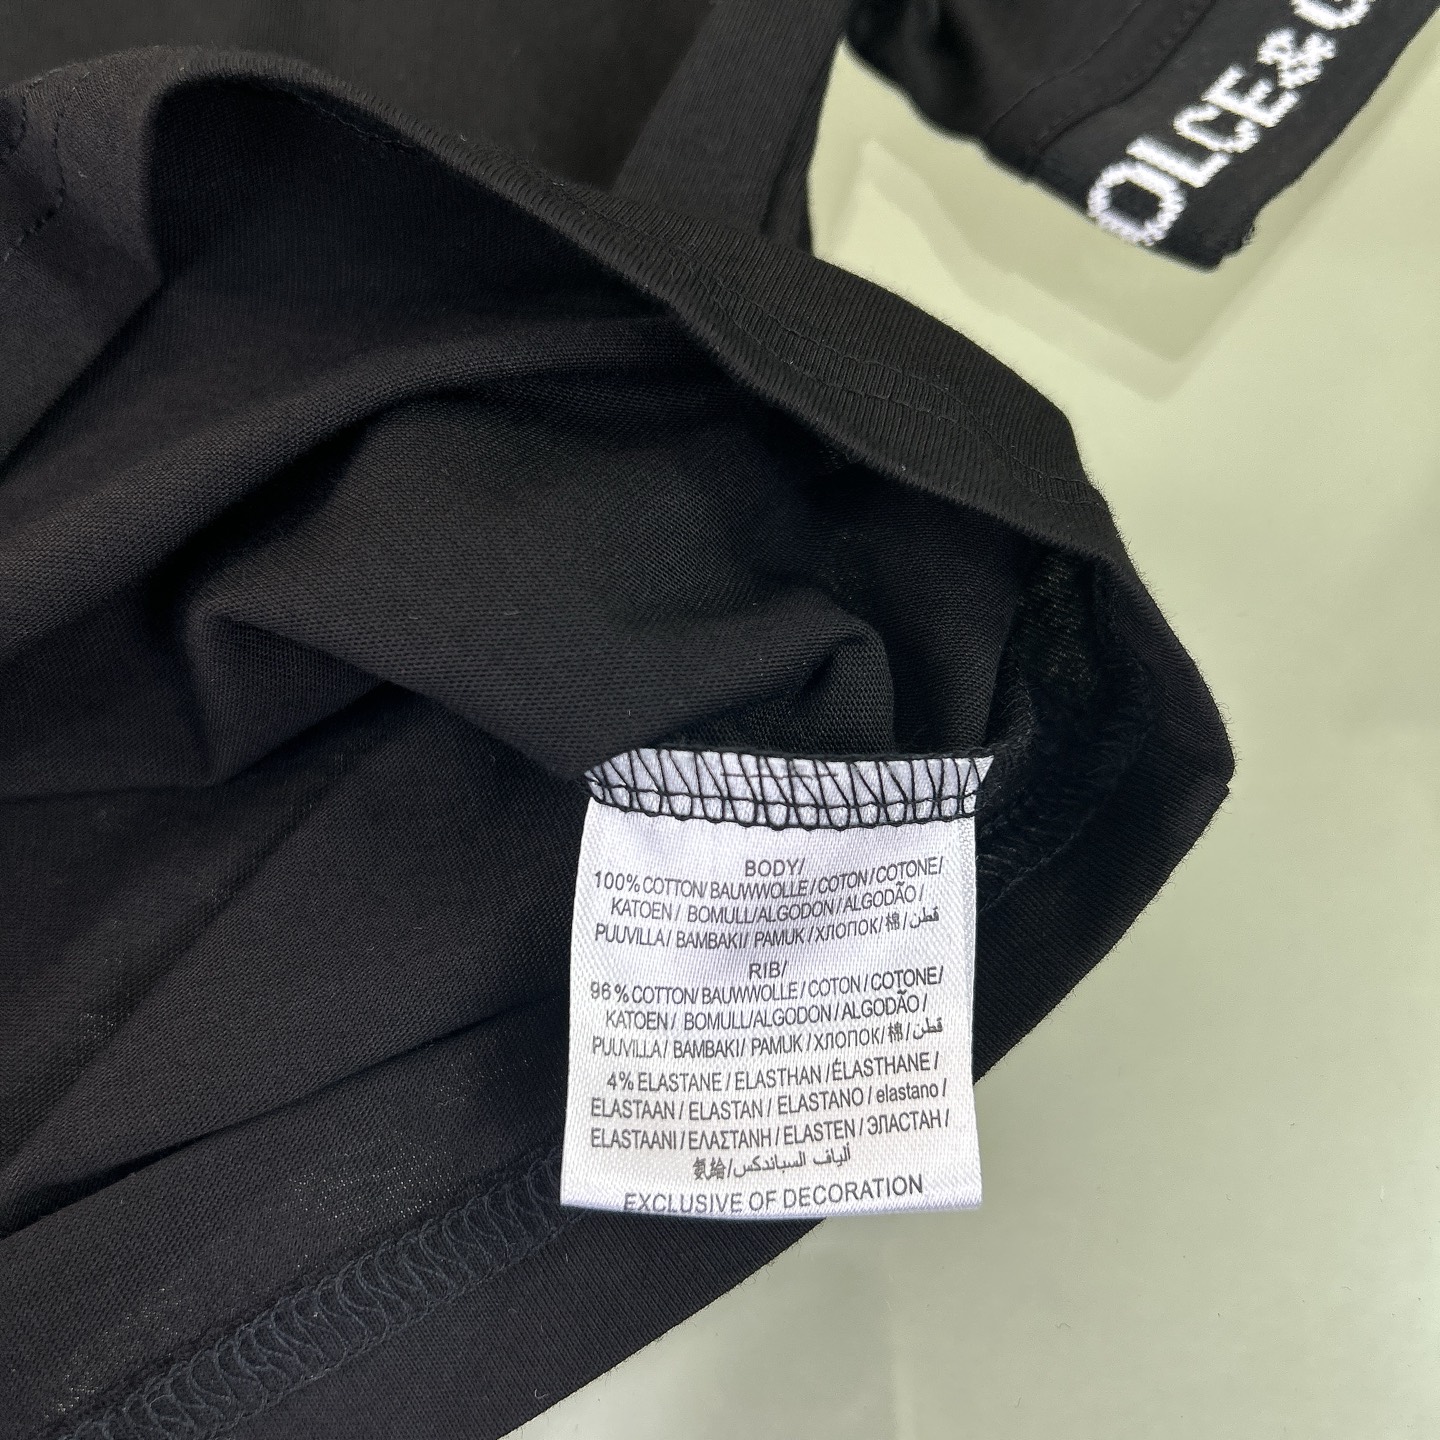 OLCE&G
BODY/
100%COTTON/BAUWWOLLE/COTON/COTONE/
KATOEN/ BOMULL/ALGODON/ALGODÃO/
PUUVILLA/ BAMBAKI/ PAMUK/ХЛОПОК/棉/قطن/
RIB/
96%COTTON/BAUWWOLLE/COTON/COTONE/
KATOEN/ BOMULL/ALGODON/ALGODÃO/
PUUVILLA/ BAMBAKI/ PAMUK/ХЛОПОК/棉/قطن/
4% ELASTANE/ELASTHAN/ÉLASTHANE/
ELASTAAN/ELASTAN/ELASTANO/elastano/
ELASTAANI/ΕΛΑΣΤΑΝΗ/ELASTEN/ЭЛАСТАН/
氨纶/ألياف السباندكس
EXCLUSIVE OF DECORATION